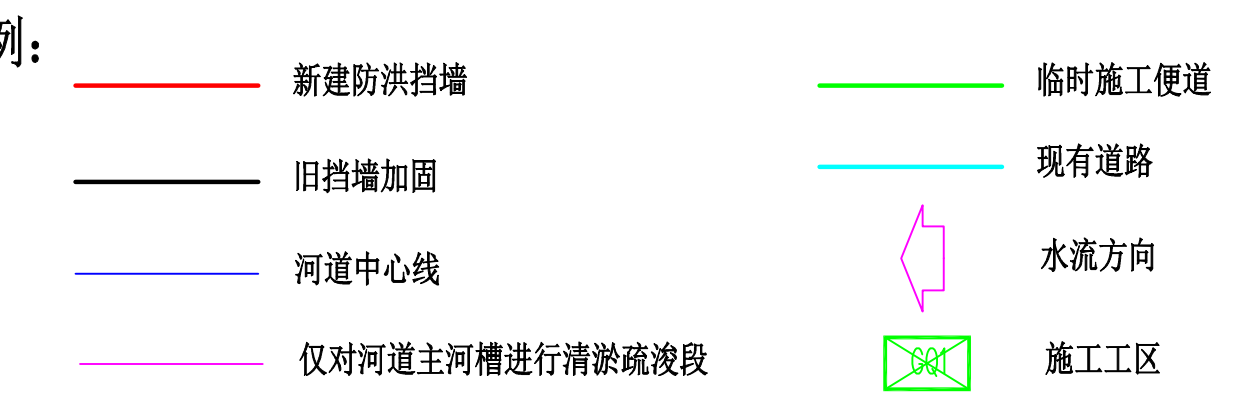 例：
新建防洪挡墙
旧挡墙加固
河道中心线
仅对河道主河槽进行清淤疏浚段
临时施工便道
现有道路
水流方向
GQ1
施工工区